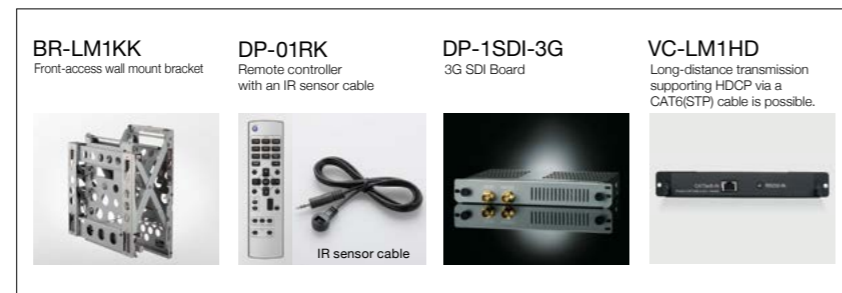 BR-LM1KK
Front-access wall mount bracket
DP-01RK
Remote controller
with an IR sensor cable
IR sensor cable
DP-1SDI-3G
3G SDI Board
VC-LM1HD
Long-distance transmission
supporting HDCP via a
CAT6(STP) cable is possible.